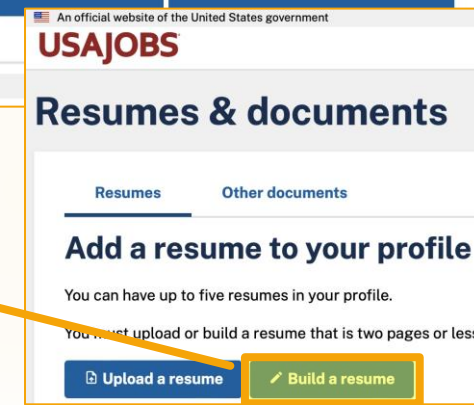 An official website of the United States government
USAJOBS
Resumes & documents
Resumes Other documents
Add a resume to your profile
You can have up to five resumes in your profile.
You must upload or build a resume that is two pages or less
Upload a resume Build a resume